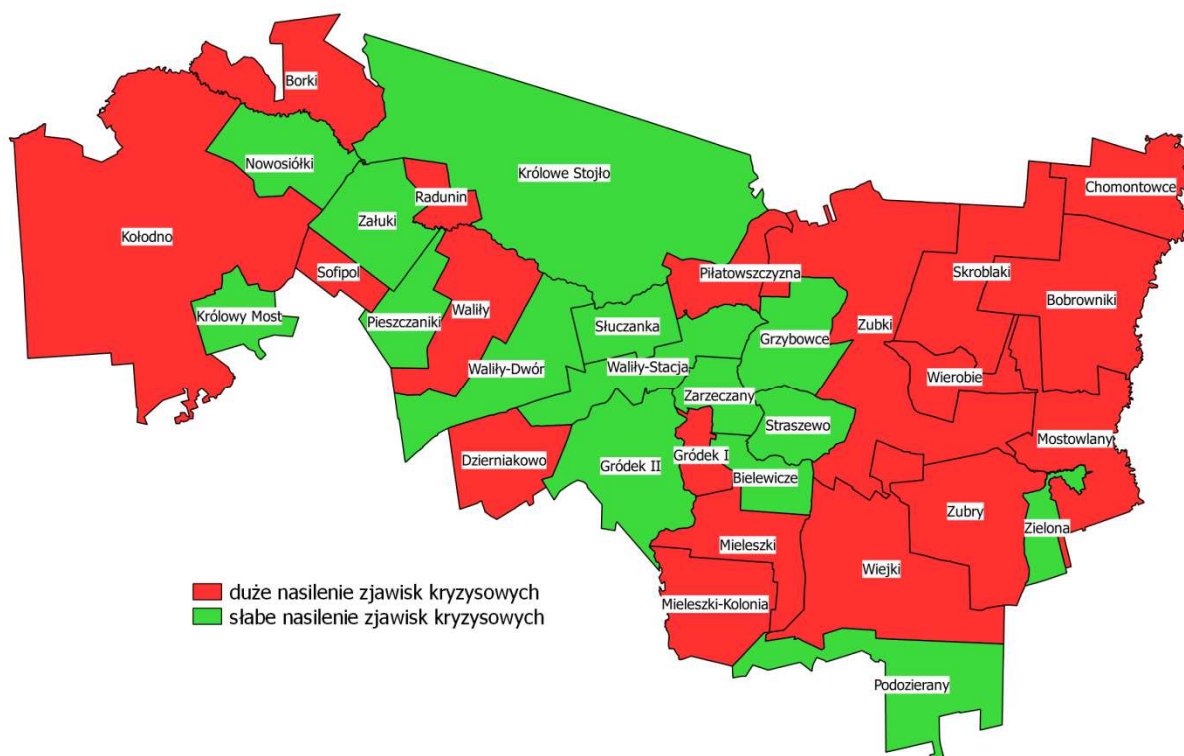 Borki
Nowosiółki
Królowe Stojło
Chomontowce
Radunin
Załuki
Kołodno
Sofipol
Piłatowszczyzna
Skroblaki
Bobrowniki
Królowy Most
Pieszczaniki
Waliły
Słuczanka
Grzybowce
Zubki
Waliły-Dwór
Waliły-Stacja
Wierobie
Zarzeczany
Straszewo
Mostowlany
Dzierniakowo
Gródek II
Gródek I
Bielewicze
Zubry
Zielona
Mieleszki
Wiejki
Mieleszki-Kolonia
duże nasilenie zjawisk kryzysowych
słabe nasilenie zjawisk kryzysowych
Podozierany